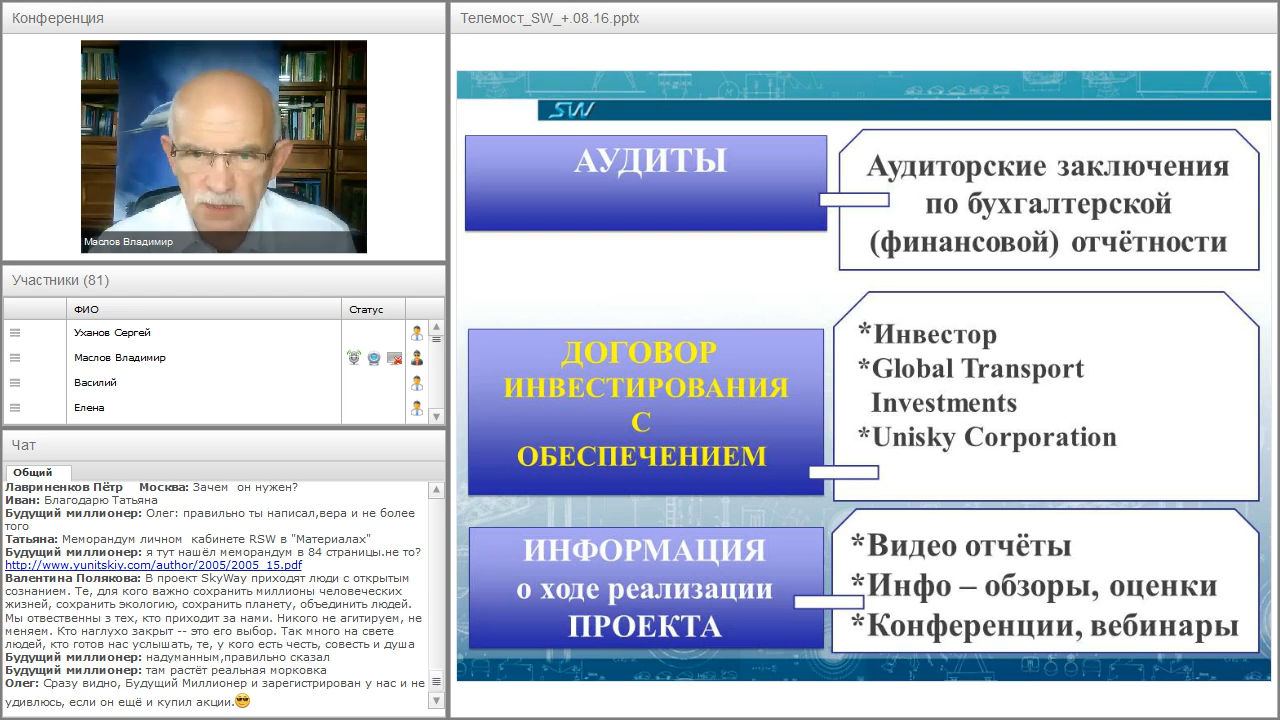 Конференция
Маслов Владимир
Участники (81)
ФИО
Статус
Уханов Сергей
Маслов Владимир
Василий
Елена
Чат
Общий
Лавриненков Пётр Москва: Зачем он нужен?
Иван: Благодарю Татьяна
Будущий миллионер: Олег: правильно ты написал,вера и не более
того
Татьяна: Меморандум личном кабинете RSW в "Материалах"
Будущий миллионер: я тут нашёл меморандум в 84 страницы.не то?
http://www.yunitskiy.com/author/2005/2005_15.pdf
Валентина Полякова: В проект SkyWay приходят люди с открытым
сознанием. Те, для кого важно сохранить миллионы человеческих
жизней, сохранить экологию, сохранить планету, объединить людей.
Мы отвественны з тех, кто приходит за нами. Никого не агитируем, не
меняем. Кто наглухо закрыт -- это его выбор. Так много на свете
людей, кто готов нас услышать, те, у кого есть честь, совесть и душа
Будущий миллионер: надуманным,правильно сказал
Будущий миллионер: там растёт реальная морковка
Олег: Сразу видно, Будущий Миллионер и зарегистрирован у нас и не
удивлюсь, если он ещё и купил акции.
Телемост_SW_+.08.16.pptx
SW
АУДИТЫ
Аудиторские заключения
по бухгалтерской
(финансовой) отчётности
ДОГОВОР
ИНВЕСТИРОВАНИЯ
С
ОБЕСПЕЧЕНИЕМ
*Инвестор
*Global Transport
Investments
*Unisky Corporation
ИНФОРМАЦИЯ
о ходе реализации
ПРОЕКТА
*Видео отчёты
*Инфо – обзоры, оценки
*Конференции, вебинары